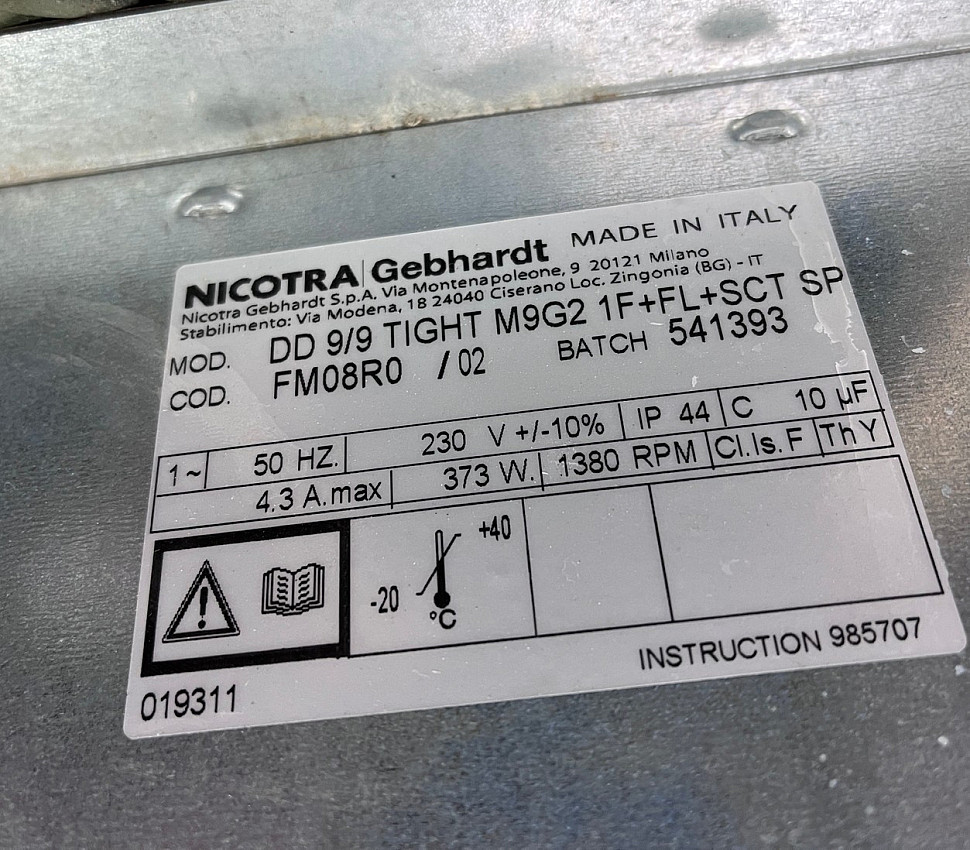 NICOTRA Gebhardt MADE IN ITALY
Nicotra Gebhardt S.p.A. Via Montenapoleone, 9 20121 Milano
Stabilimento: Via Modena, 18 24040 Ciserano Loc. Zingonia (BG) - IT
MOD. DD 9/9 TIGHT M9G2 1F+FL+SCT SP
COD. FM08R0 /02 BATCH 541393
1~ 50 HZ. 230 V +/-10% IP 44 C 10 µF
4.3 A.max 373 W. 1380 RPM Cl.Is. F Th Y
+40
-20
°C
INSTRUCTION 985707
019311